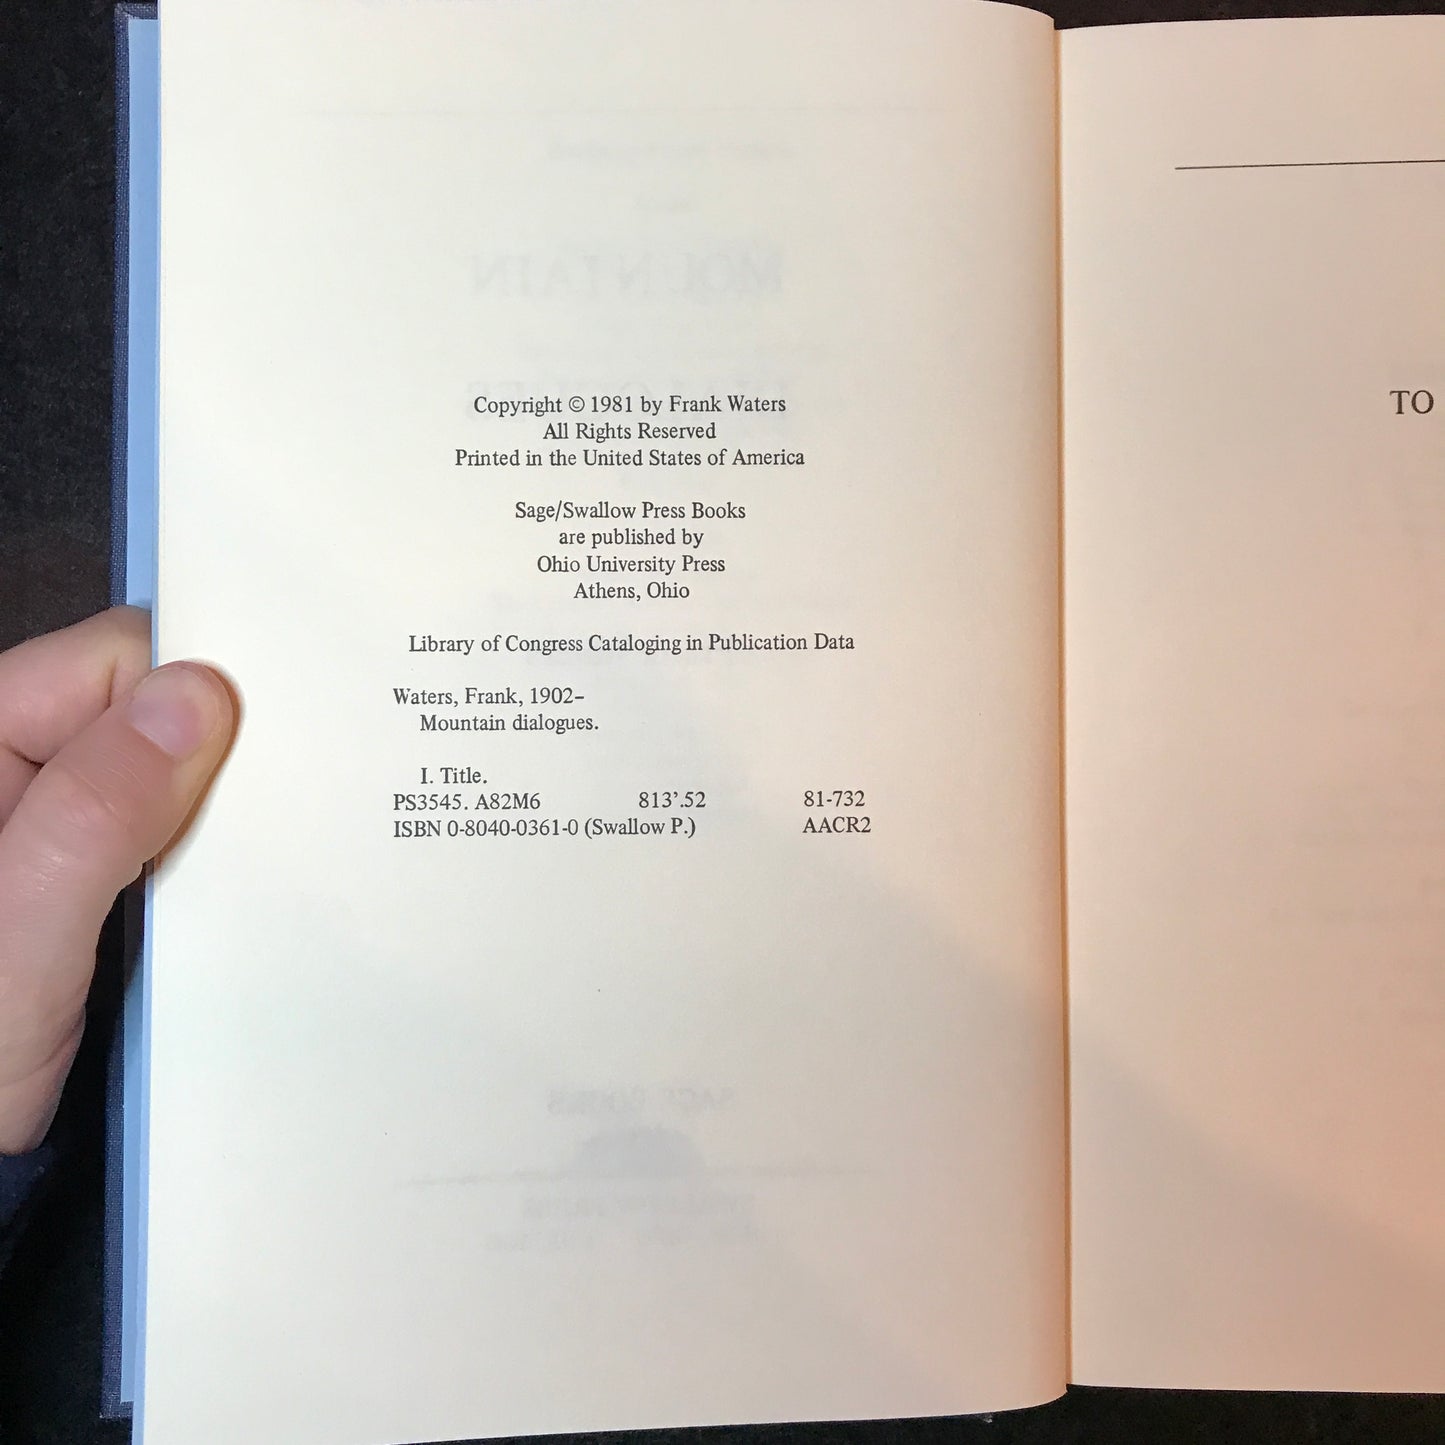 Copyright © 1981 by Frank Waters
All Rights Reserved
Printed in the United States of America
Sage/Swallow Press Books
are published by
Ohio University Press
Athens, Ohio
Library of Congress Cataloging in Publication Data
Waters, Frank, 1902–
Mountain dialogues.
I. Title.
PS3545. A82M6 813’.52 81-732
ISBN 0-8040-0361-0 (Swallow P.) AACR2
TO